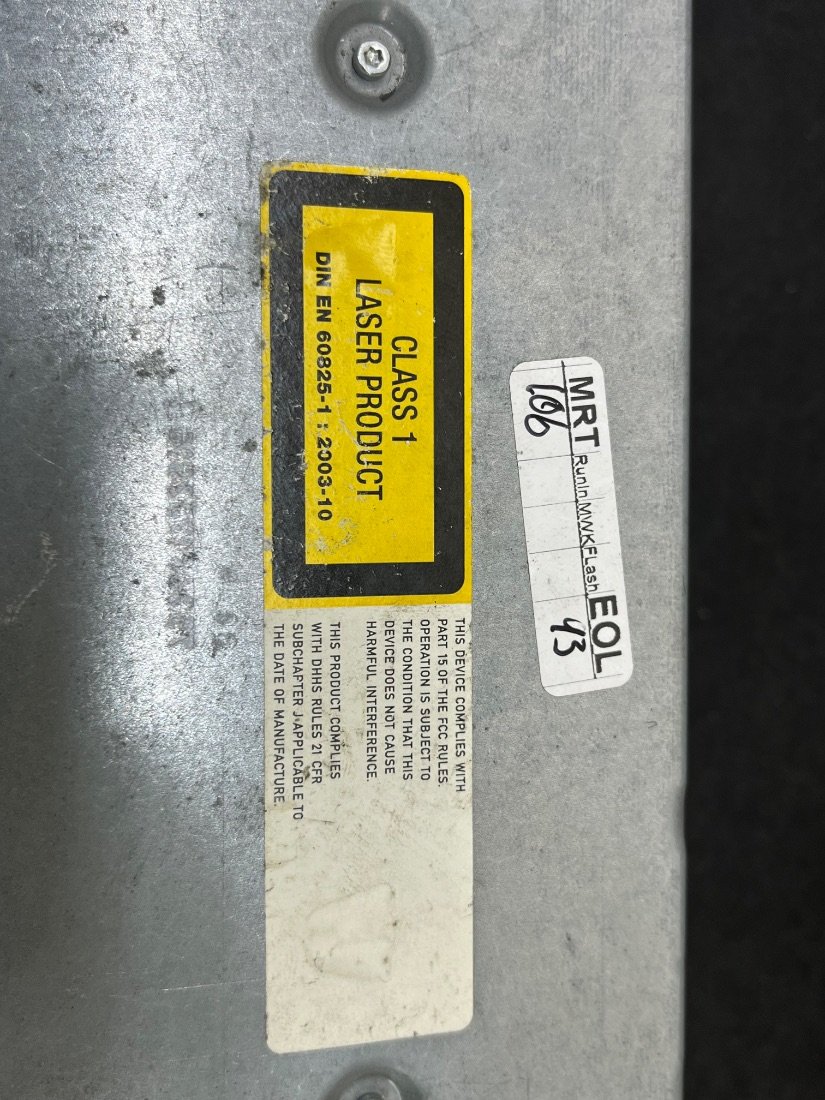 CLASS 1
LASER PRODUCT
DIN EN 60825-1 : 2003-10
THIS DEVICE COMPLIES WITH
PART 15 OF THE FCC RULES.
OPERATION IS SUBJECT TO
THE CONDITION THAT THIS
DEVICE DOES NOT CAUSE
HARMFUL INTERFERENCE.
THIS PRODUCT COMPLIES
WITH DHHS RULES 21 CFR
SUBCHAPTER J APPLICABLE TO
THE DATE OF MANUFACTURE.
MRT RunIn MWK FLash EOL
106 43